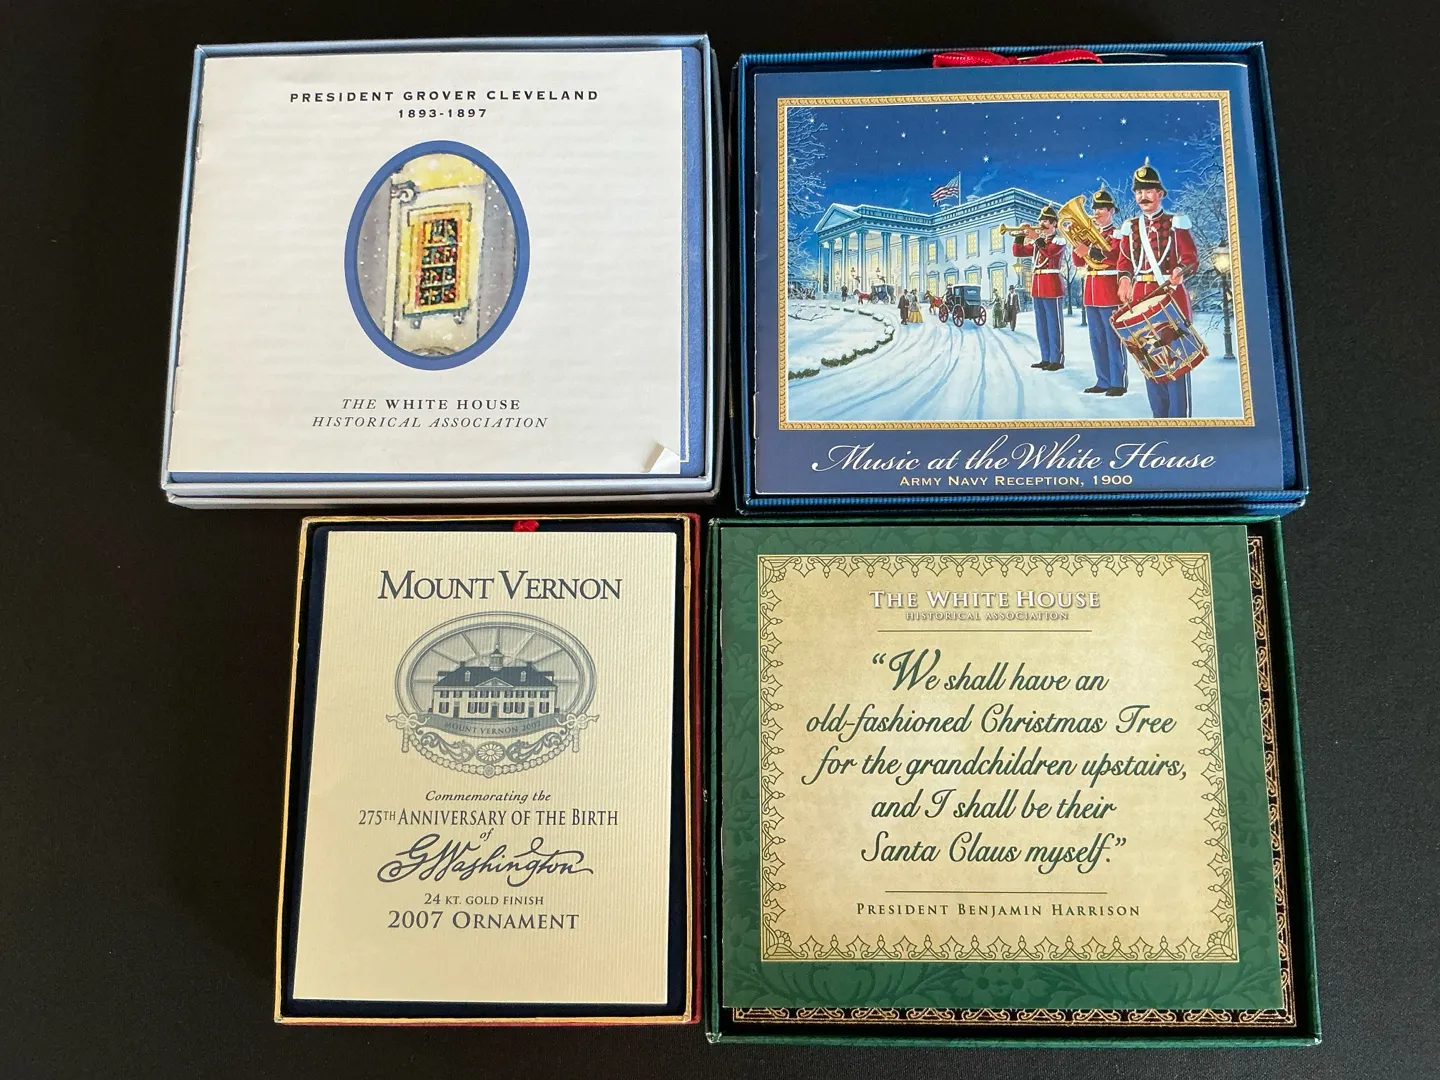 PRESIDENT GROVER CLEVELAND
1893-1897
THE WHITE HOUSE
HISTORICAL ASSOCIATION
Music at the White House
ARMY NAVY RECEPTION, 1900
MOUNT VERNON
MOUNT VERNON 2007
Commemorating the
275TH ANNIVERSARY OF THE BIRTH
of
GWashington
24 KT. GOLD FINISH
2007 ORNAMENT
THE WHITE HOUSE
HISTORICAL ASSOCIATION
“We shall have an
old-fashioned Christmas Tree
for the grandchildren upstairs,
and I shall be their
Santa Claus myself.”
PRESIDENT BENJAMIN HARRISON